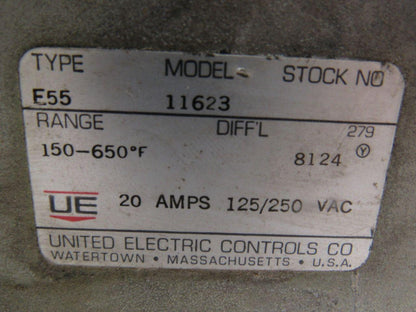 TYPE MODEL STOCK NO
E55 11623
RANGE DIFF'L 279
150-650°F 8124 Y
UE 20 AMPS 125/250 VAC
UNITED ELECTRIC CONTROLS CO
WATERTOWN • MASSACHUSETTS • U.S.A.